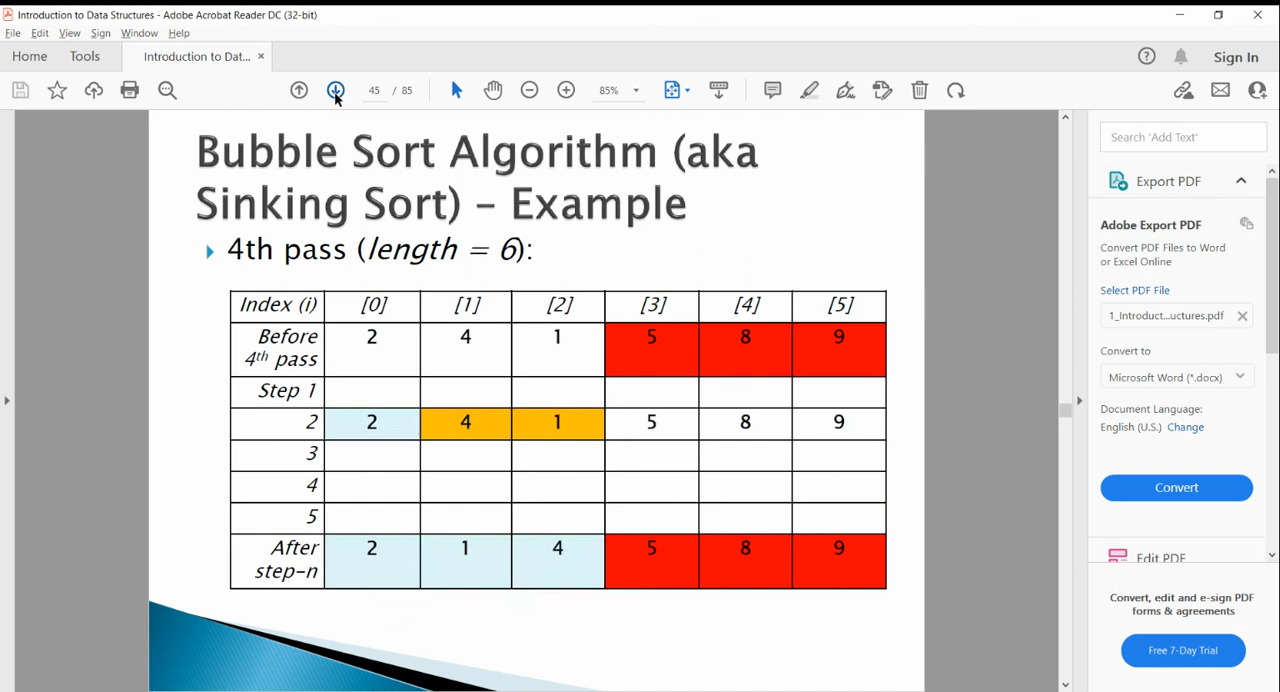 Introduction to Data Structures - Adobe Acrobat Reader DC (32-bit)
File Edit View Sign Window Help
Home Tools Introduction to Dat... × Sign In
45 / 85 85%
Bubble Sort Algorithm (aka
Sinking Sort) – Example
4th pass (length = 6):
Index (i) [0] [1] [2] [3] [4] [5]
Before
4th pass 2 4 1 5 8 9
Step 1
2 2 4 1 5 8 9
3
4
5
After
step-n 2 1 4 5 8 9
Search 'Add Text'
Export PDF
Adobe Export PDF
Convert PDF Files to Word
or Excel Online
Select PDF File
1_Introduct...uctures.pdf
Convert to
Microsoft Word (*.docx)
Document Language:
English (U.S.) Change
Convert
Edit PDF
Convert, edit and e-sign PDF
forms & agreements
Free 7-Day Trial